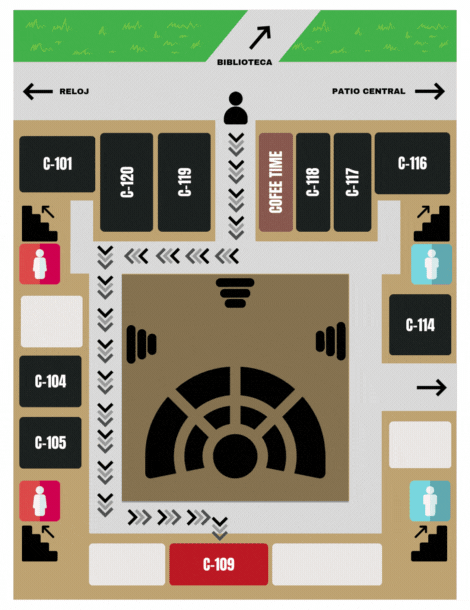 BIBLIOTECA
RELOJ
PATIO CENTRAL
C-101
C-120
C-119
COFEE TIME
C-118
C-117
C-116
C-114
C-104
C-105
C-109